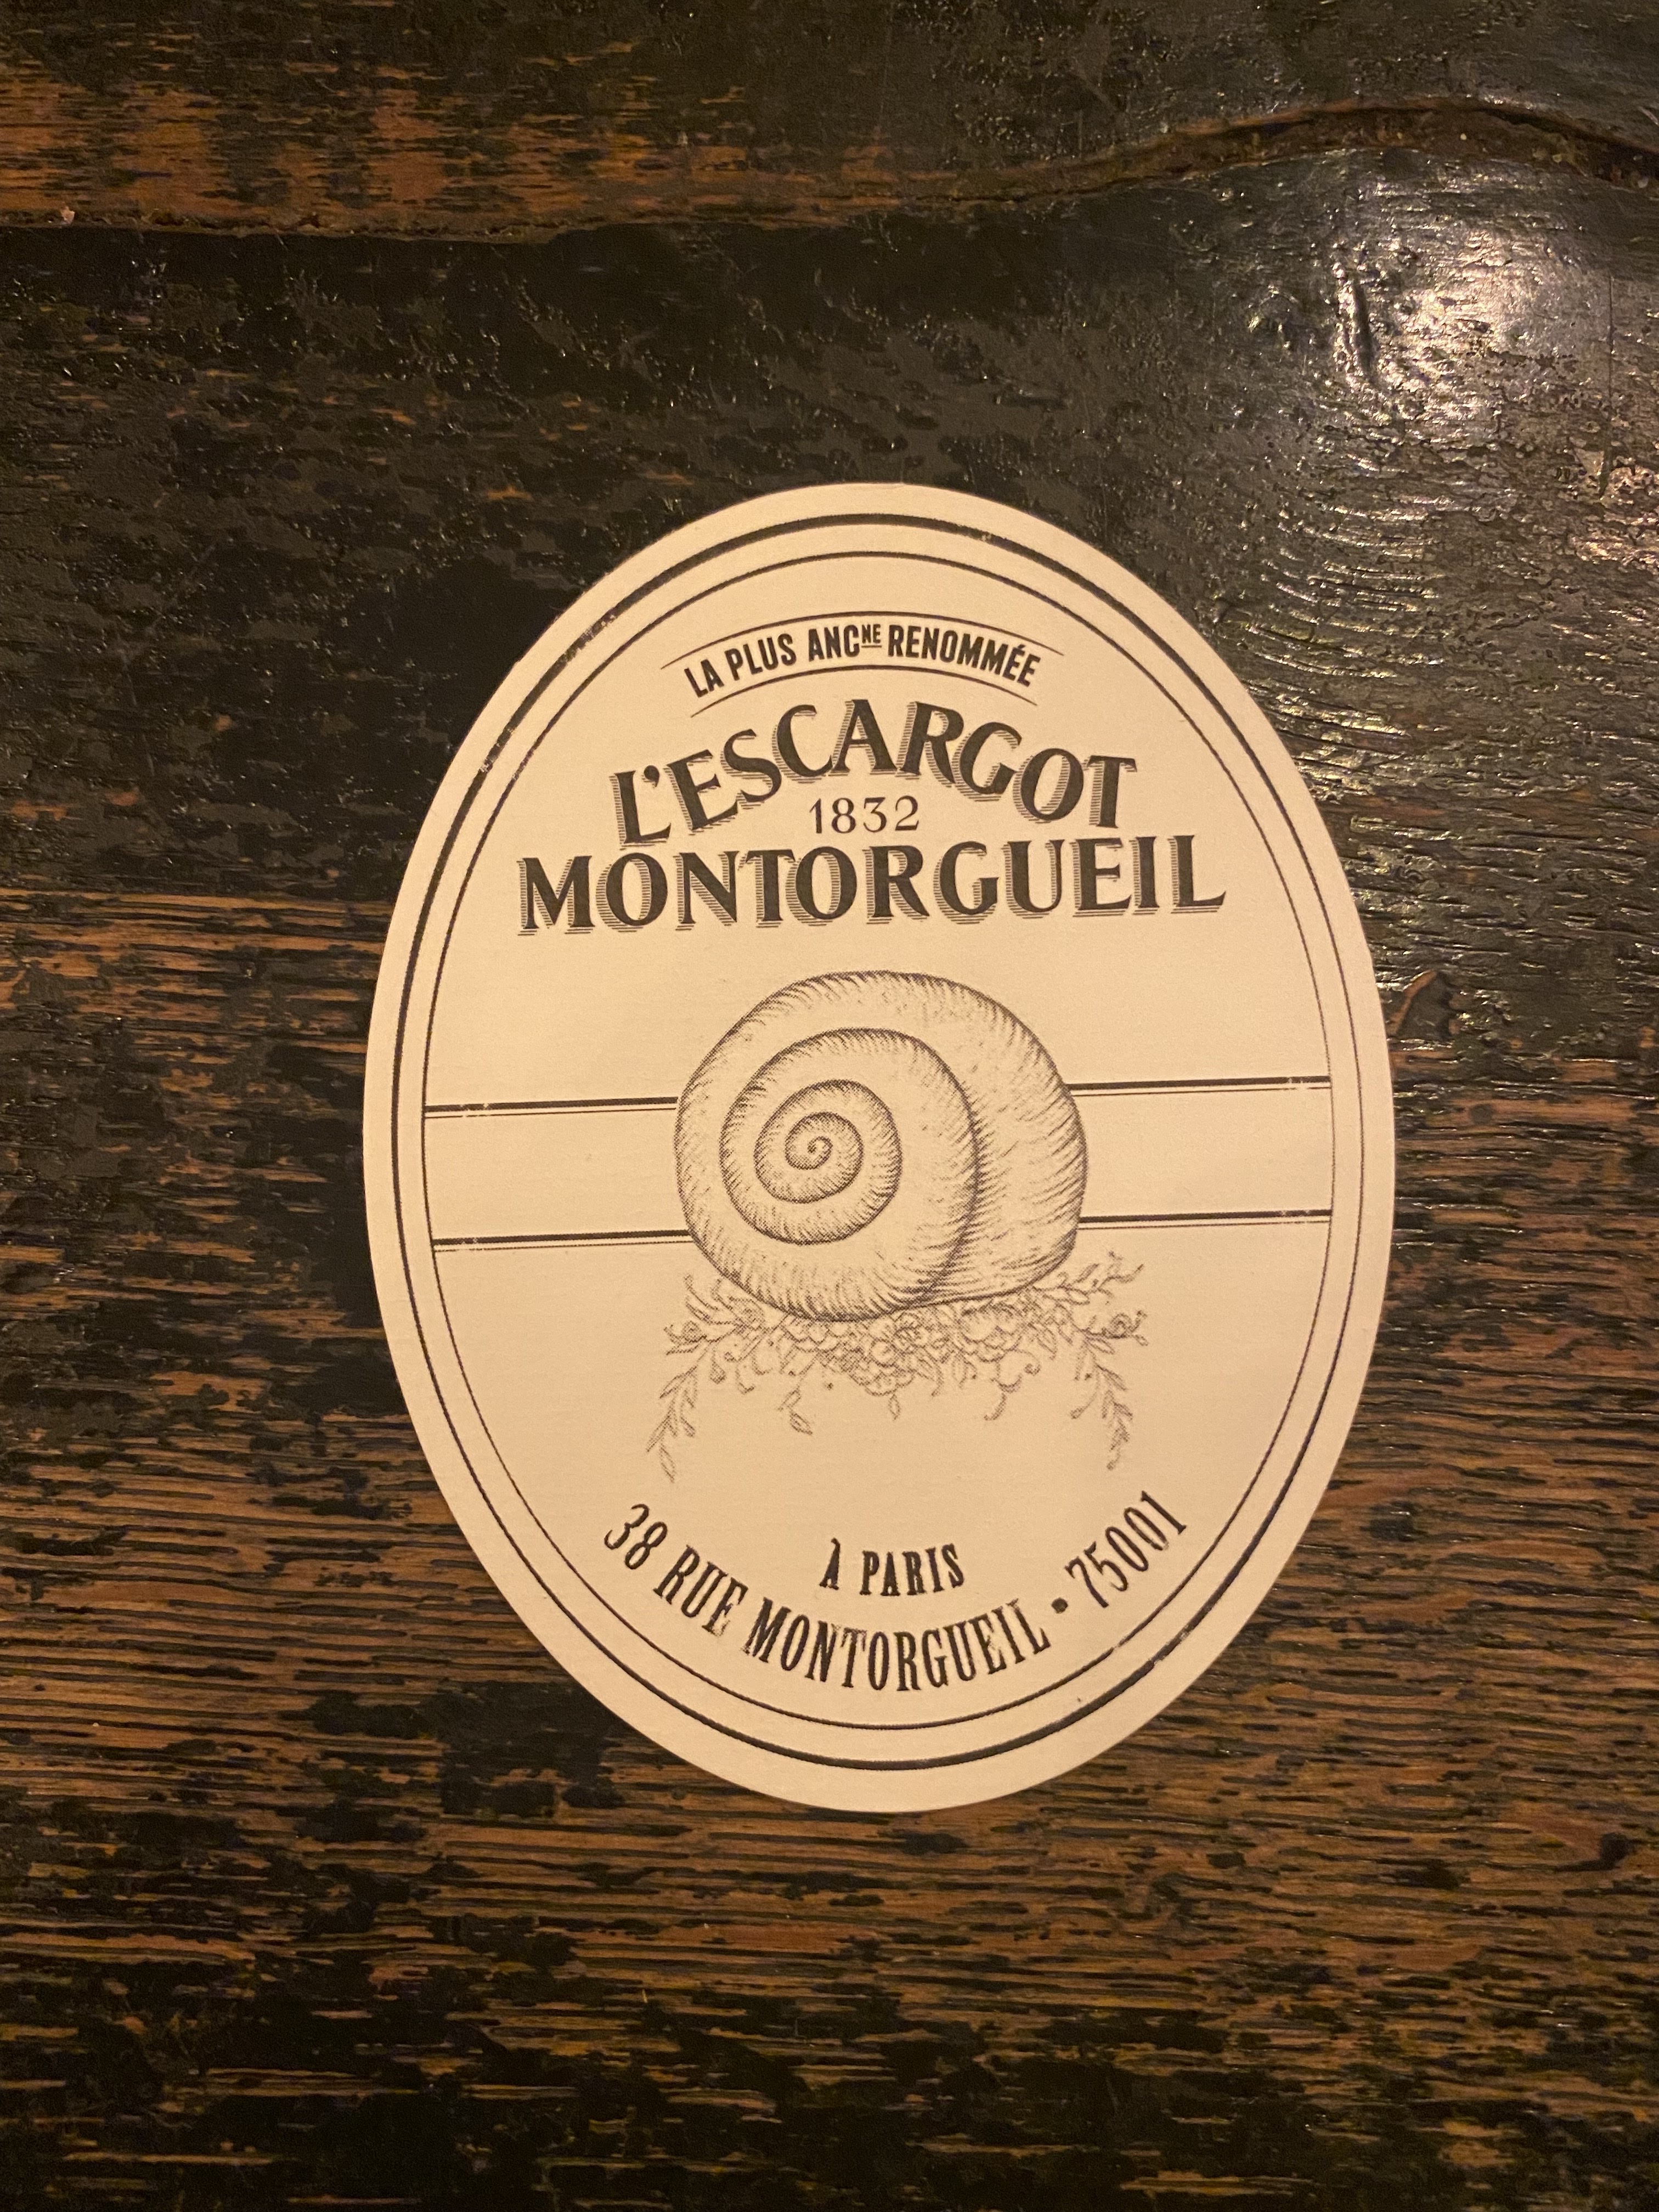 LA PLUS ANCNE RENOMMÉE
L'ESCARGOT
1832
MONTORGUEIL
À PARIS
38 RUE MONTORGUEIL • 75001